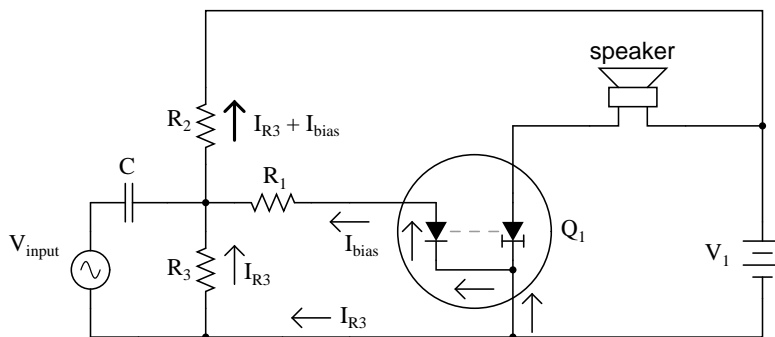 speaker
R2
IR3 + Ibias
C
R1
Vinput
Ibias
Q1
R3
IR3
V1
IR3